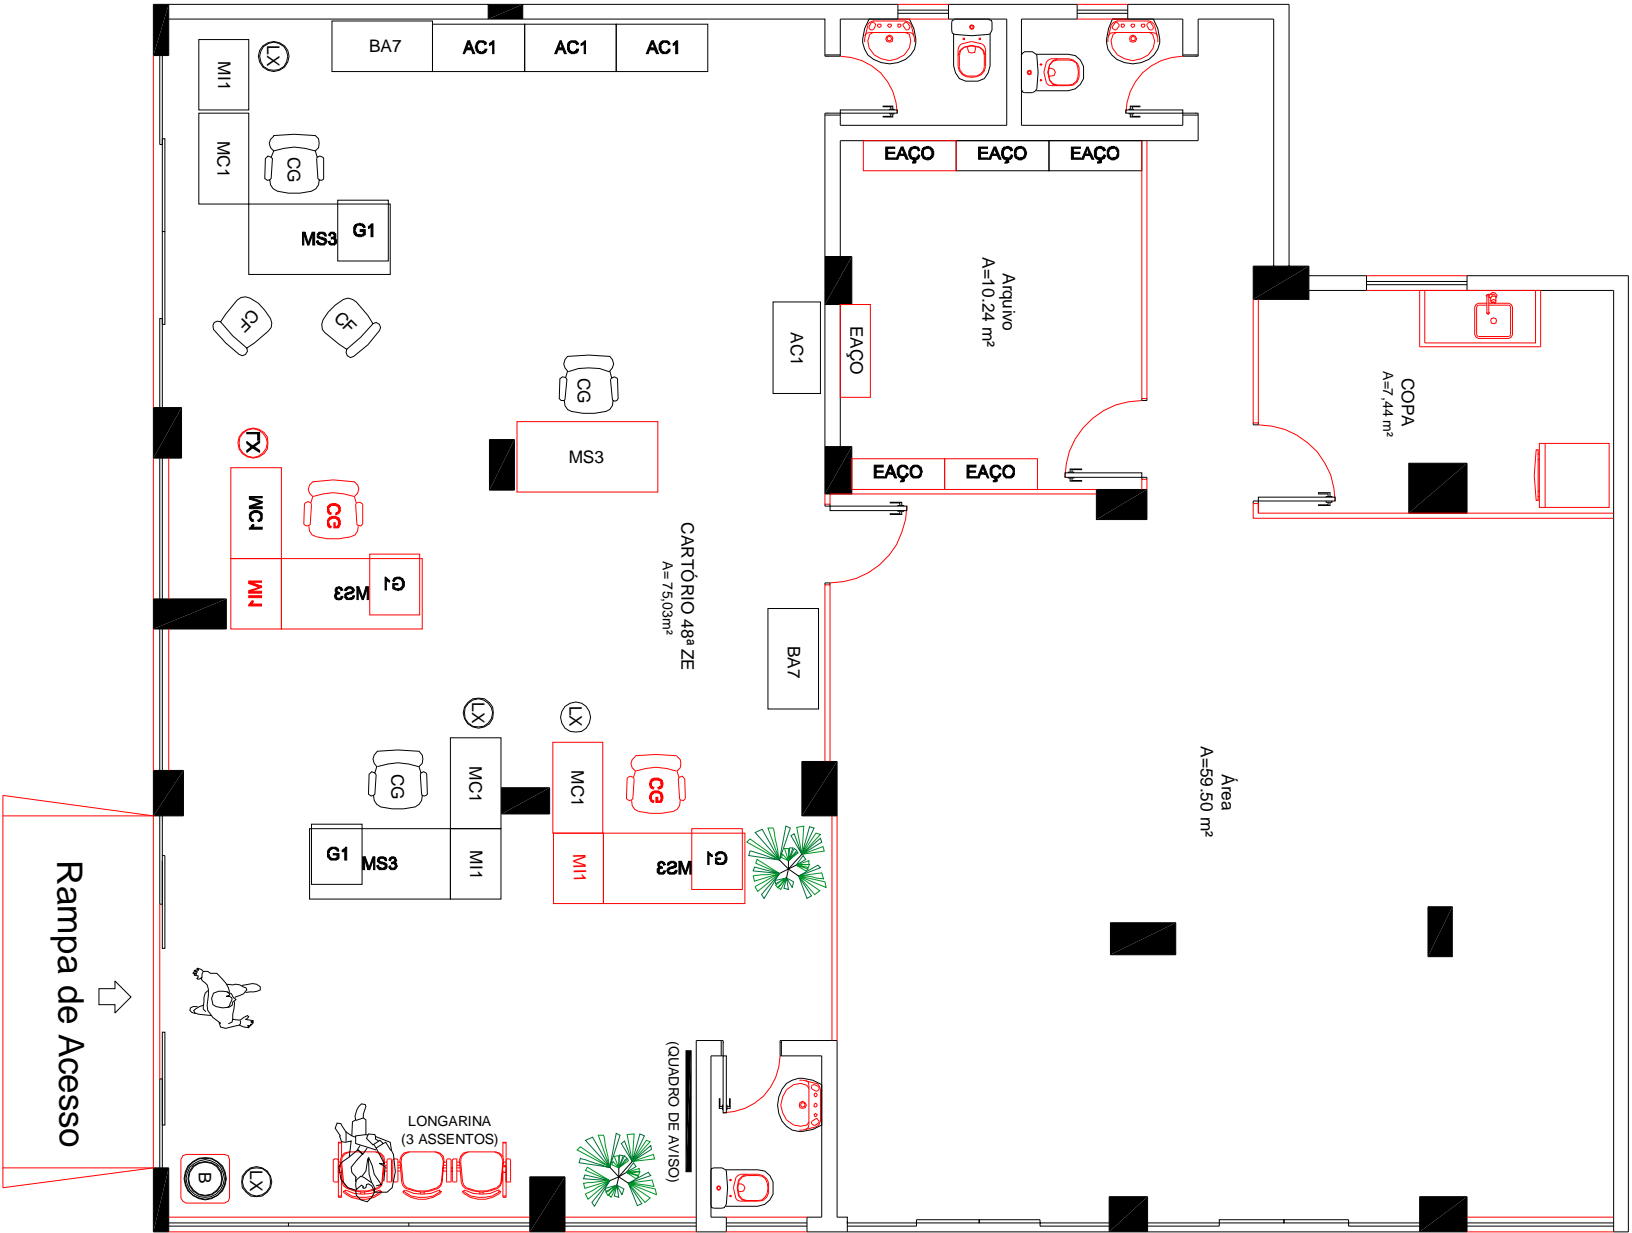 BA7
AC1
AC1
AC1
LX
MI1
MC1
CG
MS3
G1
CF
CF
EAÇO
EAÇO
EAÇO
Arquivo
A=10.24 m²
AC1
EAÇO
EAÇO
EAÇO
COPA
A=7,44 m²
CG
MS3
LX
MC1
CG
MI1
MS3
G1
CARTÓRIO 48ª ZE
A= 75,03m²
BA7
LX
LX
CG
MC1
MC1
CG
G1
MS3
MI1
MI1
MS3
G1
Área
A=59.50 m²
Rampa de Acesso
(QUADRO DE AVISO)
LONGARINA
(3 ASSENTOS)
B
LX